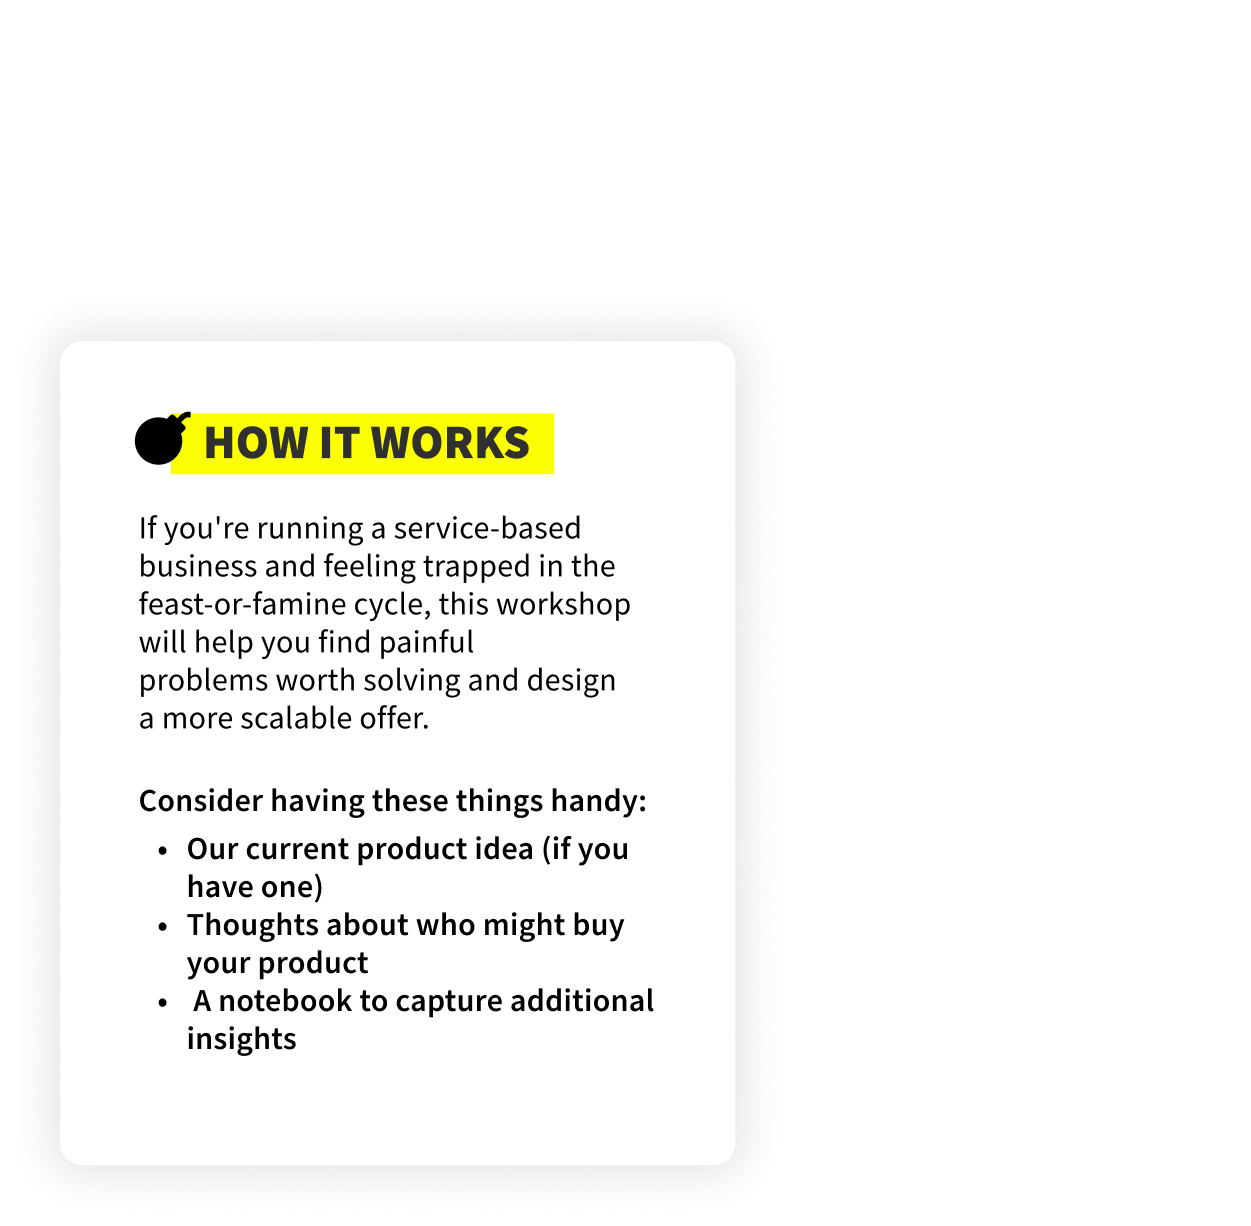 HOW IT WORKS
If you're running a service-based
business and feeling trapped in the
feast-or-famine cycle, this workshop
will help you find painful
problems worth solving and design
a more scalable offer.
Consider having these things handy:
• Our current product idea (if you
have one)
• Thoughts about who might buy
your product
• A notebook to capture additional
insights